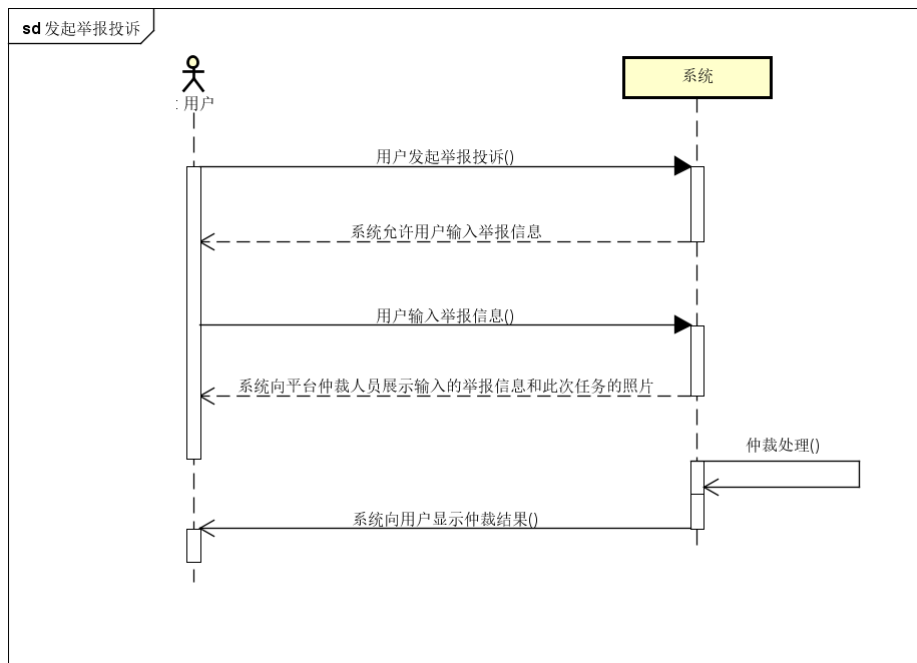 sd 发起举报投诉
: 用户
系统
用户发起举报投诉()
系统允许用户输入举报信息
用户输入举报信息()
系统向平台仲裁人员展示输入的举报信息和此次任务的照片
仲裁处理()
系统向用户显示仲裁结果()